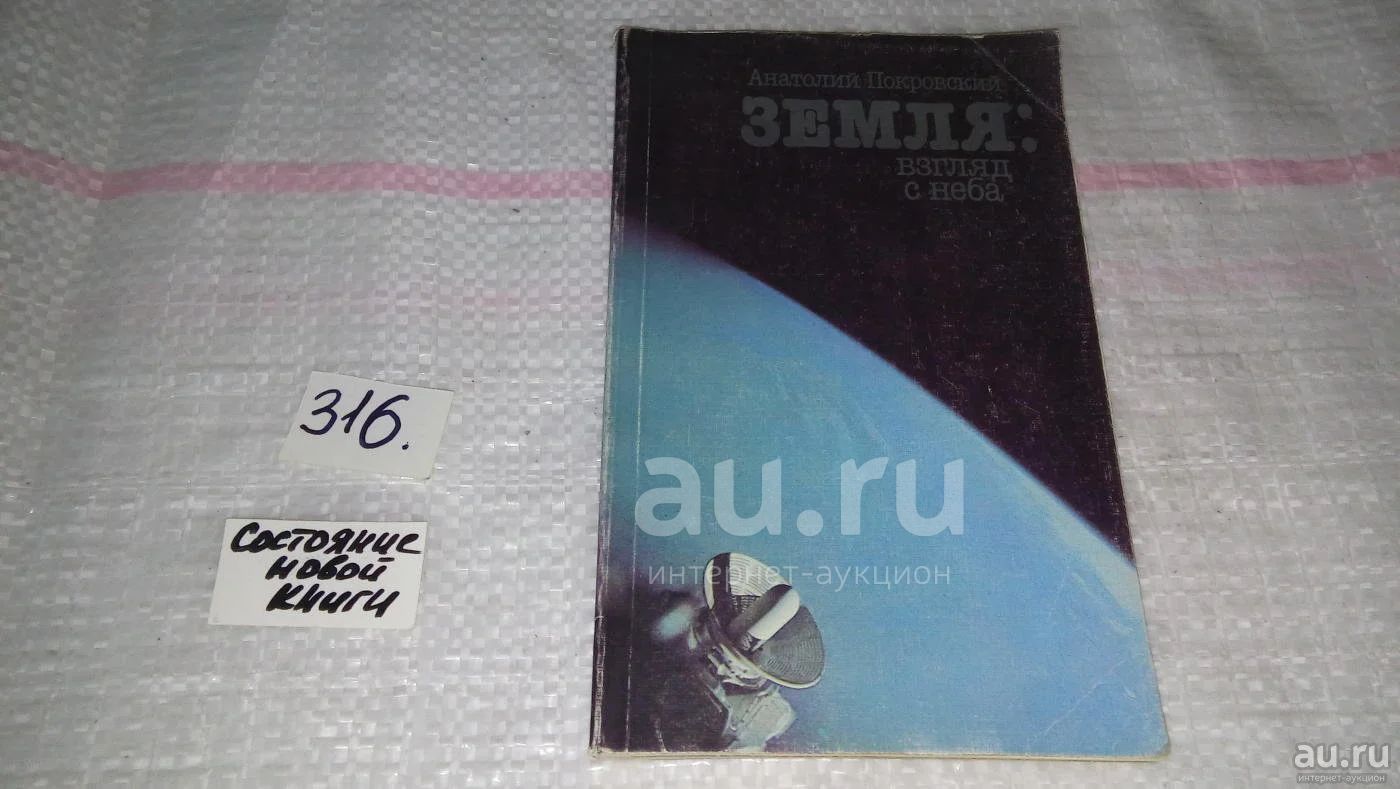 Анатолий Покровский
ЗЕМЛЯ:
взгляд
с неба
316.
Состояние
новой
книги
au.ru
интернет-аукцион
au.ru
интернет-аукцион